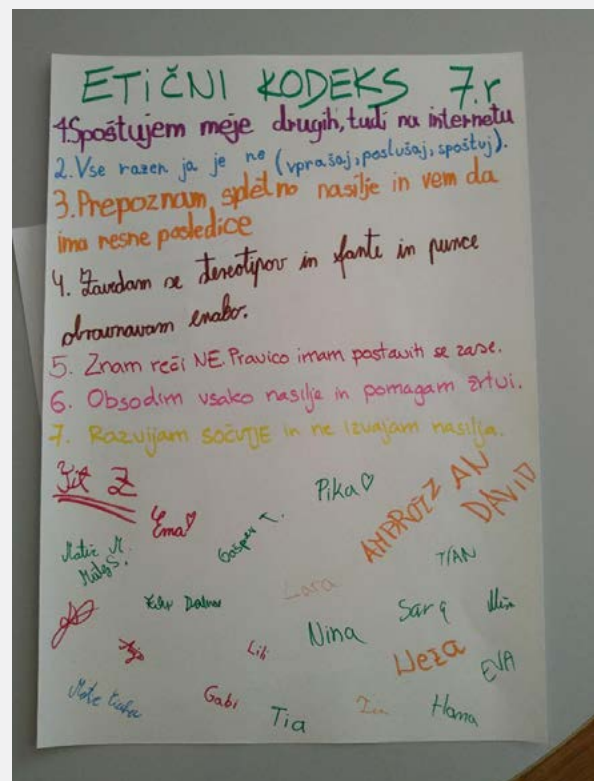 ETiČNI KODEKS 7.r
1.Spoštujem meje drugih, tudi na internetu
2. Vse razen ja je ne (vprašaj, poslušaj, spoštuj).
3. Prepoznam spletno nasilje in vem da
ima resne posledice
4. Zavedam se stereotipov in fante in punce
obravnavam enako.
5. Znam reči NE. Pravico imam postaviti se zase.
6. Obsodim vsako nasilje in pomagam žrtvi.
7. Razvijam SOČUTJE in ne izvajam nasilja.
Pika
Ema
Gašper T.
AMBROŽ AN
DAVID
Matic M.
TIAN
Lara
Sara
Nina
Lili
Neža
EVA
Gabi
Tia
Hana